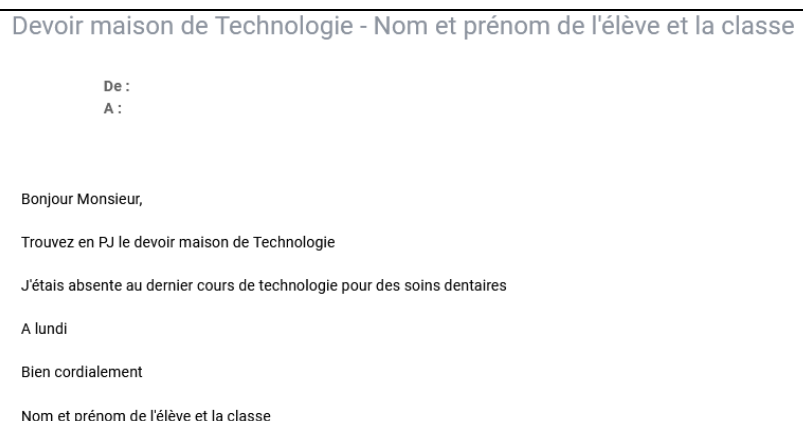 Devoir maison de Technologie - Nom et prénom de l'élève et la classe
De :
A :
Bonjour Monsieur,
Trouvez en PJ le devoir maison de Technologie
J'étais absente au dernier cours de technologie pour des soins dentaires
A lundi
Bien cordialement
Nom et prénom de l'élève et la classe